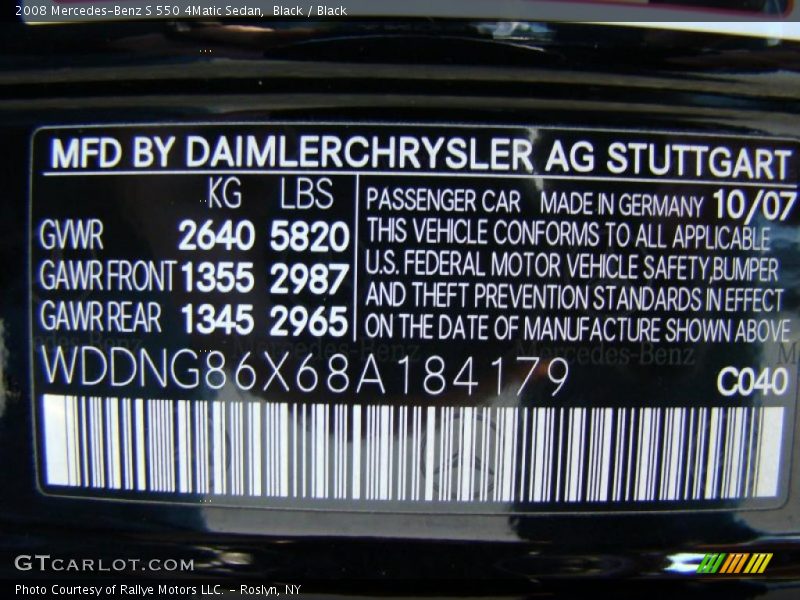 2008 Mercedes-Benz S 550 4Matic Sedan, Black / Black
MFD BY DAIMLERCHRYSLER AG STUTTGART
KG LBS
GVWR 2640 5820
GAWR FRONT 1355 2987
GAWR REAR 1345 2965
PASSENGER CAR MADE IN GERMANY 10/07
THIS VEHICLE CONFORMS TO ALL APPLICABLE
U.S. FEDERAL MOTOR VEHICLE SAFETY,BUMPER
AND THEFT PREVENTION STANDARDS IN EFFECT
ON THE DATE OF MANUFACTURE SHOWN ABOVE
Mercedes-Benz
WDDNG86X68A184179 C040
GTCARLOT.COM
Photo Courtesy of Rallye Motors LLC. - Roslyn, NY